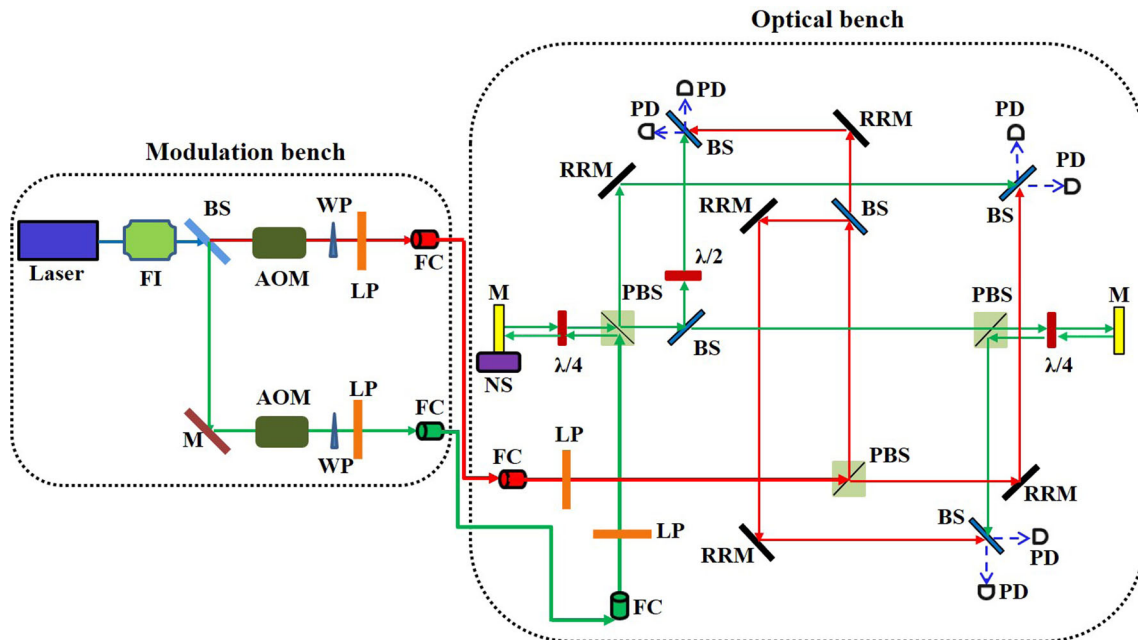 Optical bench
Modulation bench
PD
PD
BS
RRM
PD
PD
BS
RRM
RRM
BS
BS
WP
Laser
FI
AOM
LP
FC
λ/2
M
PBS
PBS
M
λ/4
NS
BS
λ/4
AOM
LP
FC
M
WP
FC
LP
PBS
RRM
LP
RRM
BS
PD
PD
FC